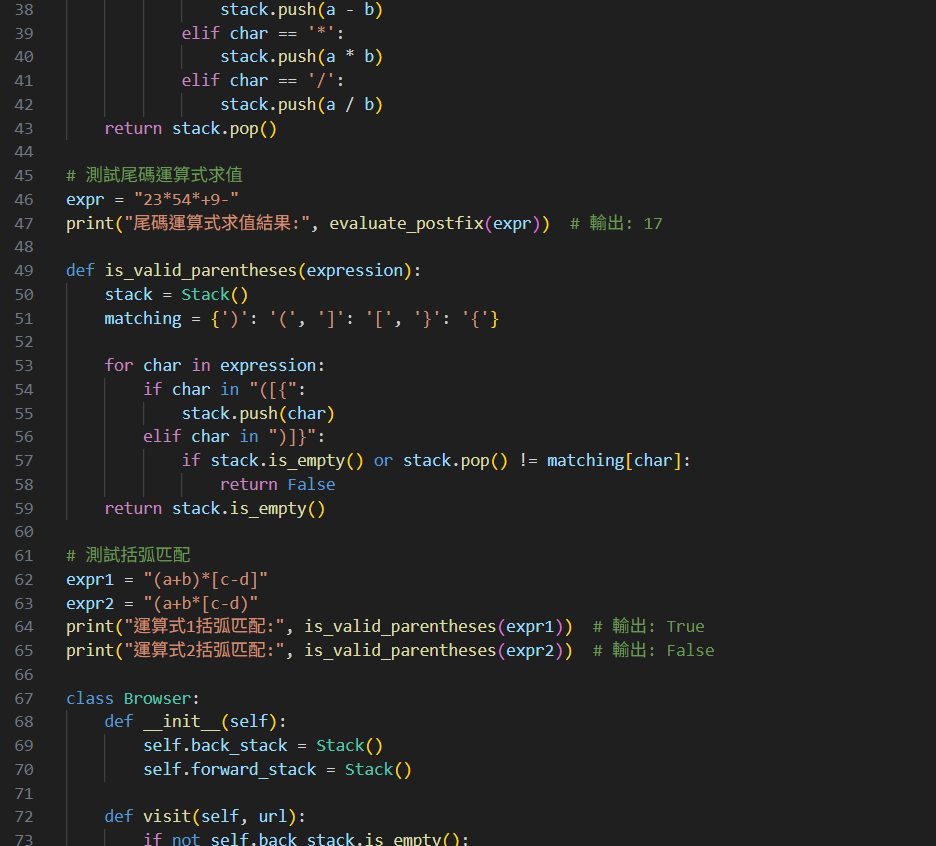 38 stack.push(a - b)
39 elif char == '*':
40 stack.push(a * b)
41 elif char == '/':
42 stack.push(a / b)
43 return stack.pop()
44
45 # 測試尾碼運算式求值
46 expr = "23*54*+9-"
47 print("尾碼運算式求值結果:", evaluate_postfix(expr))  # 輸出: 17
48
49 def is_valid_parentheses(expression):
50 stack = Stack()
51 matching = {')': '(', ']': '[', '}': '{'}
52
53 for char in expression:
54 if char in "([{":
55 stack.push(char)
56 elif char in ")]}":
57 if stack.is_empty() or stack.pop() != matching[char]:
58 return False
59 return stack.is_empty()
60
61 # 測試括弧匹配
62 expr1 = "(a+b)*[c-d]"
63 expr2 = "(a+b*[c-d)"
64 print("運算式1括弧匹配:", is_valid_parentheses(expr1))  # 輸出: True
65 print("運算式2括弧匹配:", is_valid_parentheses(expr2))  # 輸出: False
66
67 class Browser:
68 def __init__(self):
69 self.back_stack = Stack()
70 self.forward_stack = Stack()
71
72 def visit(self, url):
73 if not self.back_stack.is_empty():